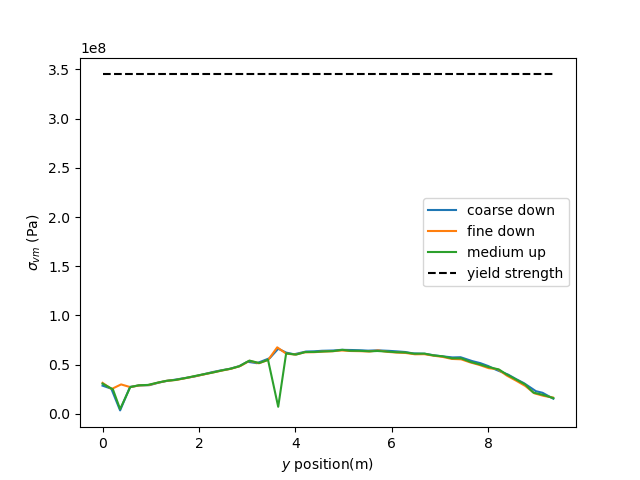 1e8
3.5
3.0
2.5
2.0
1.5
1.0
0.5
0.0
σvm (Pa)
coarse down
fine down
medium up
yield strength
0 2 4 6 8
y position(m)